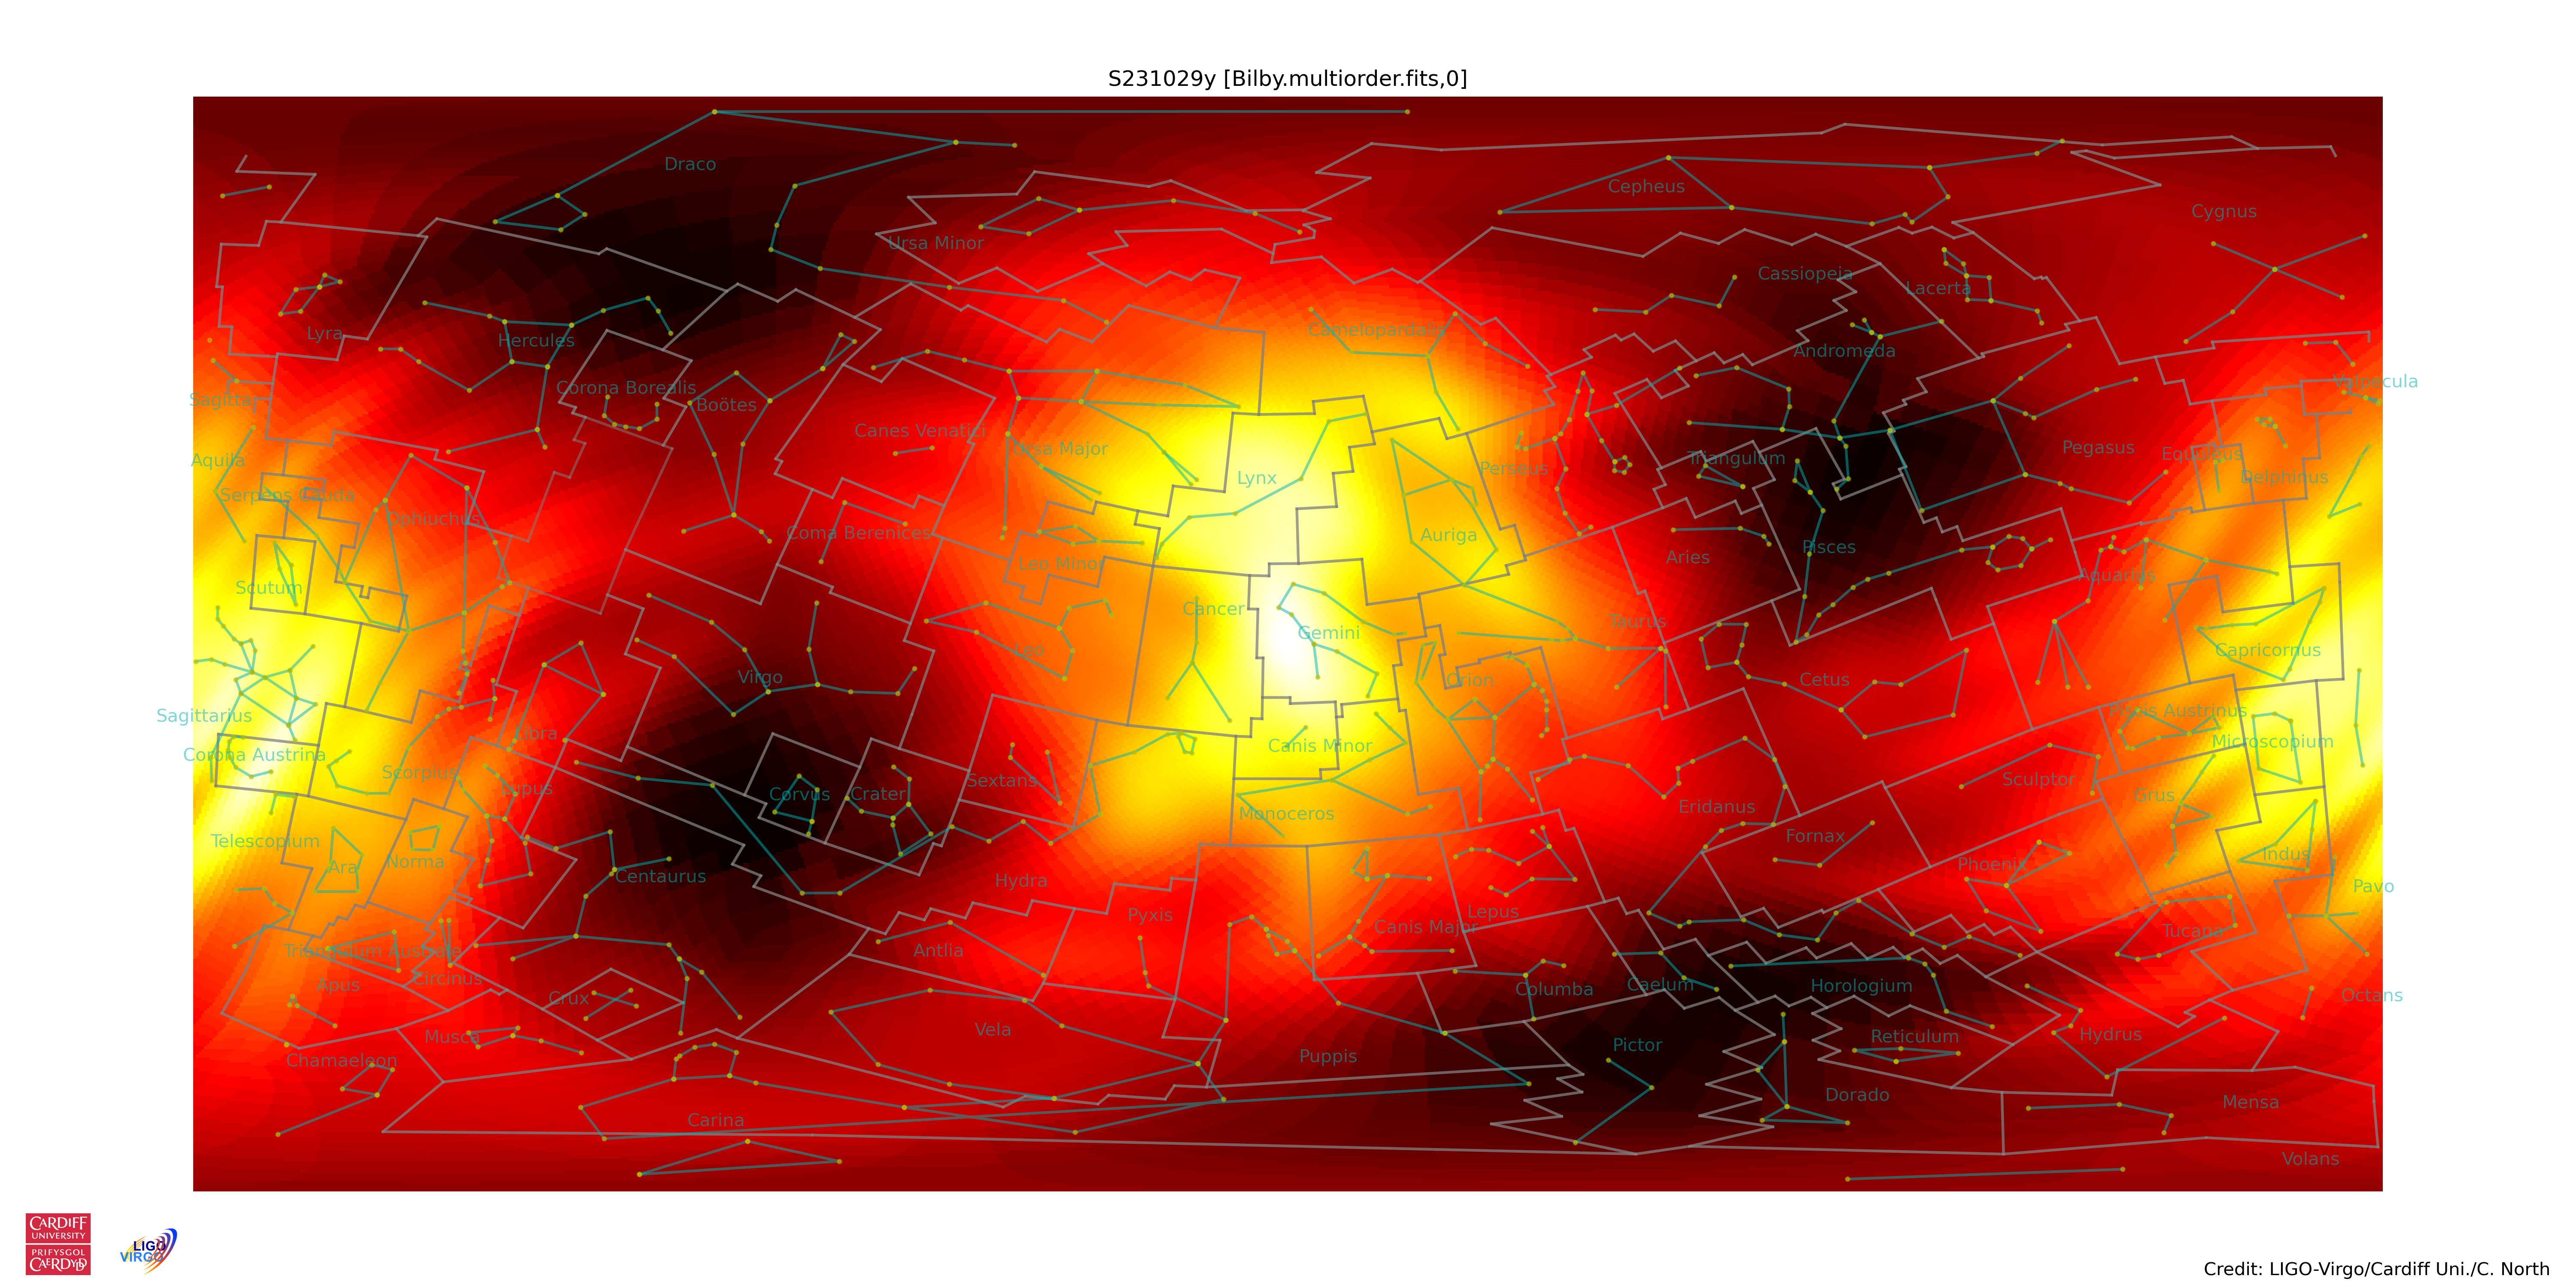 S231029y [Bilby.multiorder.fits,0]
Draco
Cepheus
Cygnus
Ursa Minor
Cassiopeia
Lacerta
Lyra
Hercules
Camelopardalis
Andromeda
Vulpecula
Corona Borealis
Sagitta
Boötes
Canes Venatici
Ursa Major
Triangulum
Pegasus
Equuleus
Aquila
Perseus
Lynx
Delphinus
Serpens Cauda
Ophiuchus
Coma Berenices
Auriga
Pisces
Aries
Leo Minor
Aquarius
Scutum
Cancer
Taurus
Gemini
Leo
Capricornus
Virgo
Orion
Cetus
Sagittarius
Piscis Austrinus
Libra
Canis Minor
Microscopium
Corona Austrina
Scorpius
Sextans
Sculptor
Lupus
Corvus
Crater
Grus
Eridanus
Monoceros
Fornax
Telescopium
Indus
Ara
Norma
Phoenix
Centaurus
Hydra
Pavo
Pyxis
Lepus
Canis Major
Tucana
Triangulum Australe
Antlia
Circinus
Apus
Crux
Columba
Caelum
Horologium
Octans
Musca
Vela
Reticulum
Hydrus
Pictor
Chamaeleon
Puppis
Dorado
Mensa
Carina
Volans
CARDIFF
UNIVERSITY
PRIFYSGOL
CAERDYDD
LIGO
VIRGO
Credit: LIGO-Virgo/Cardiff Uni./C. North